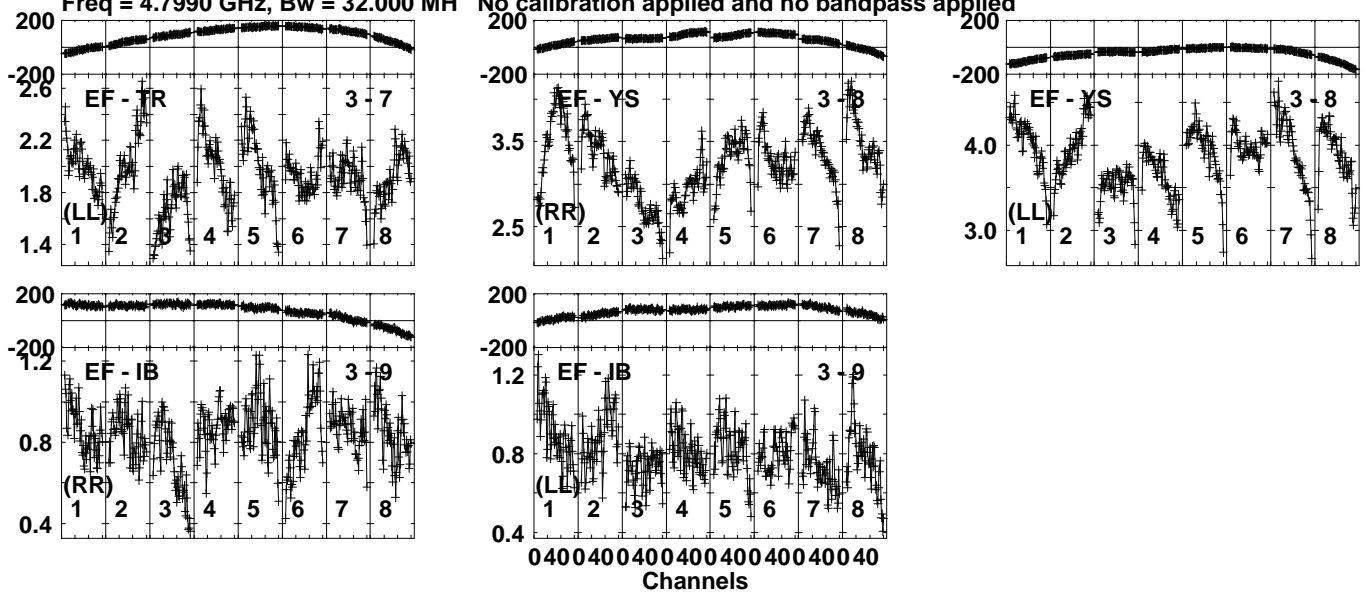 Freq = 4.7990 GHz, Bw = 32.000 MH No calibration applied and no bandpass applied
200
-200
2.6
2.2
1.8
1.4
EF - TR 3 - 7
(LL)
1 2 3 4 5 6 7 8
200
-200
3.5
2.5
EF - YS 3 - 8
(RR)
1 2 3 4 5 6 7 8
200
-200
4.0
3.0
EF - YS 3 - 8
(LL)
1 2 3 4 5 6 7 8
200
-200
1.2
0.8
0.4
EF - IB 3 - 9
(RR)
1 2 3 4 5 6 7 8
200
-200
1.2
0.8
0.4
EF - IB 3 - 9
(LL)
1 2 3 4 5 6 7 8
0 40 0 40 0 40 0 40 0 40 0 40 0 40 0 40
Channels